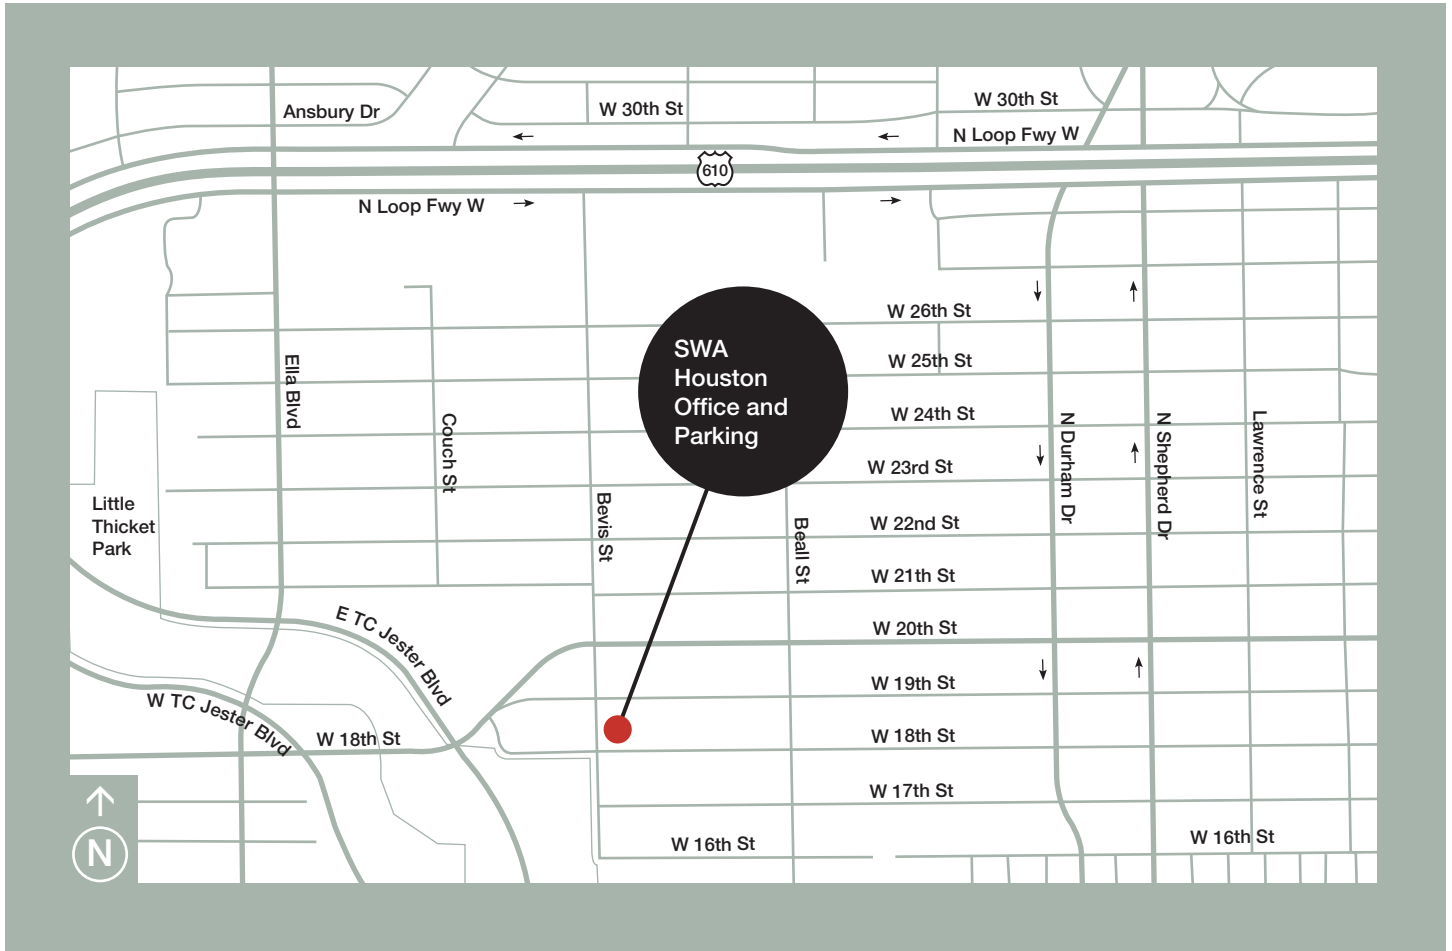 Ansbury Dr
W 30th St
W 30th St
N Loop Fwy W
610
N Loop Fwy W
W 26th St
SWA
Houston
Office and
Parking
W 25th St
Ella Blvd
W 24th St
Couch St
N Durham Dr
N Shepherd Dr
Lawrence St
W 23rd St
Little
Thicket
Park
Bevis St
Beall St
W 22nd St
W 21th St
E TC Jester Blvd
W 20th St
W 19th St
W TC Jester Blvd
W 18th St
W 18th St
W 17th St
W 16th St
W 16th St
N